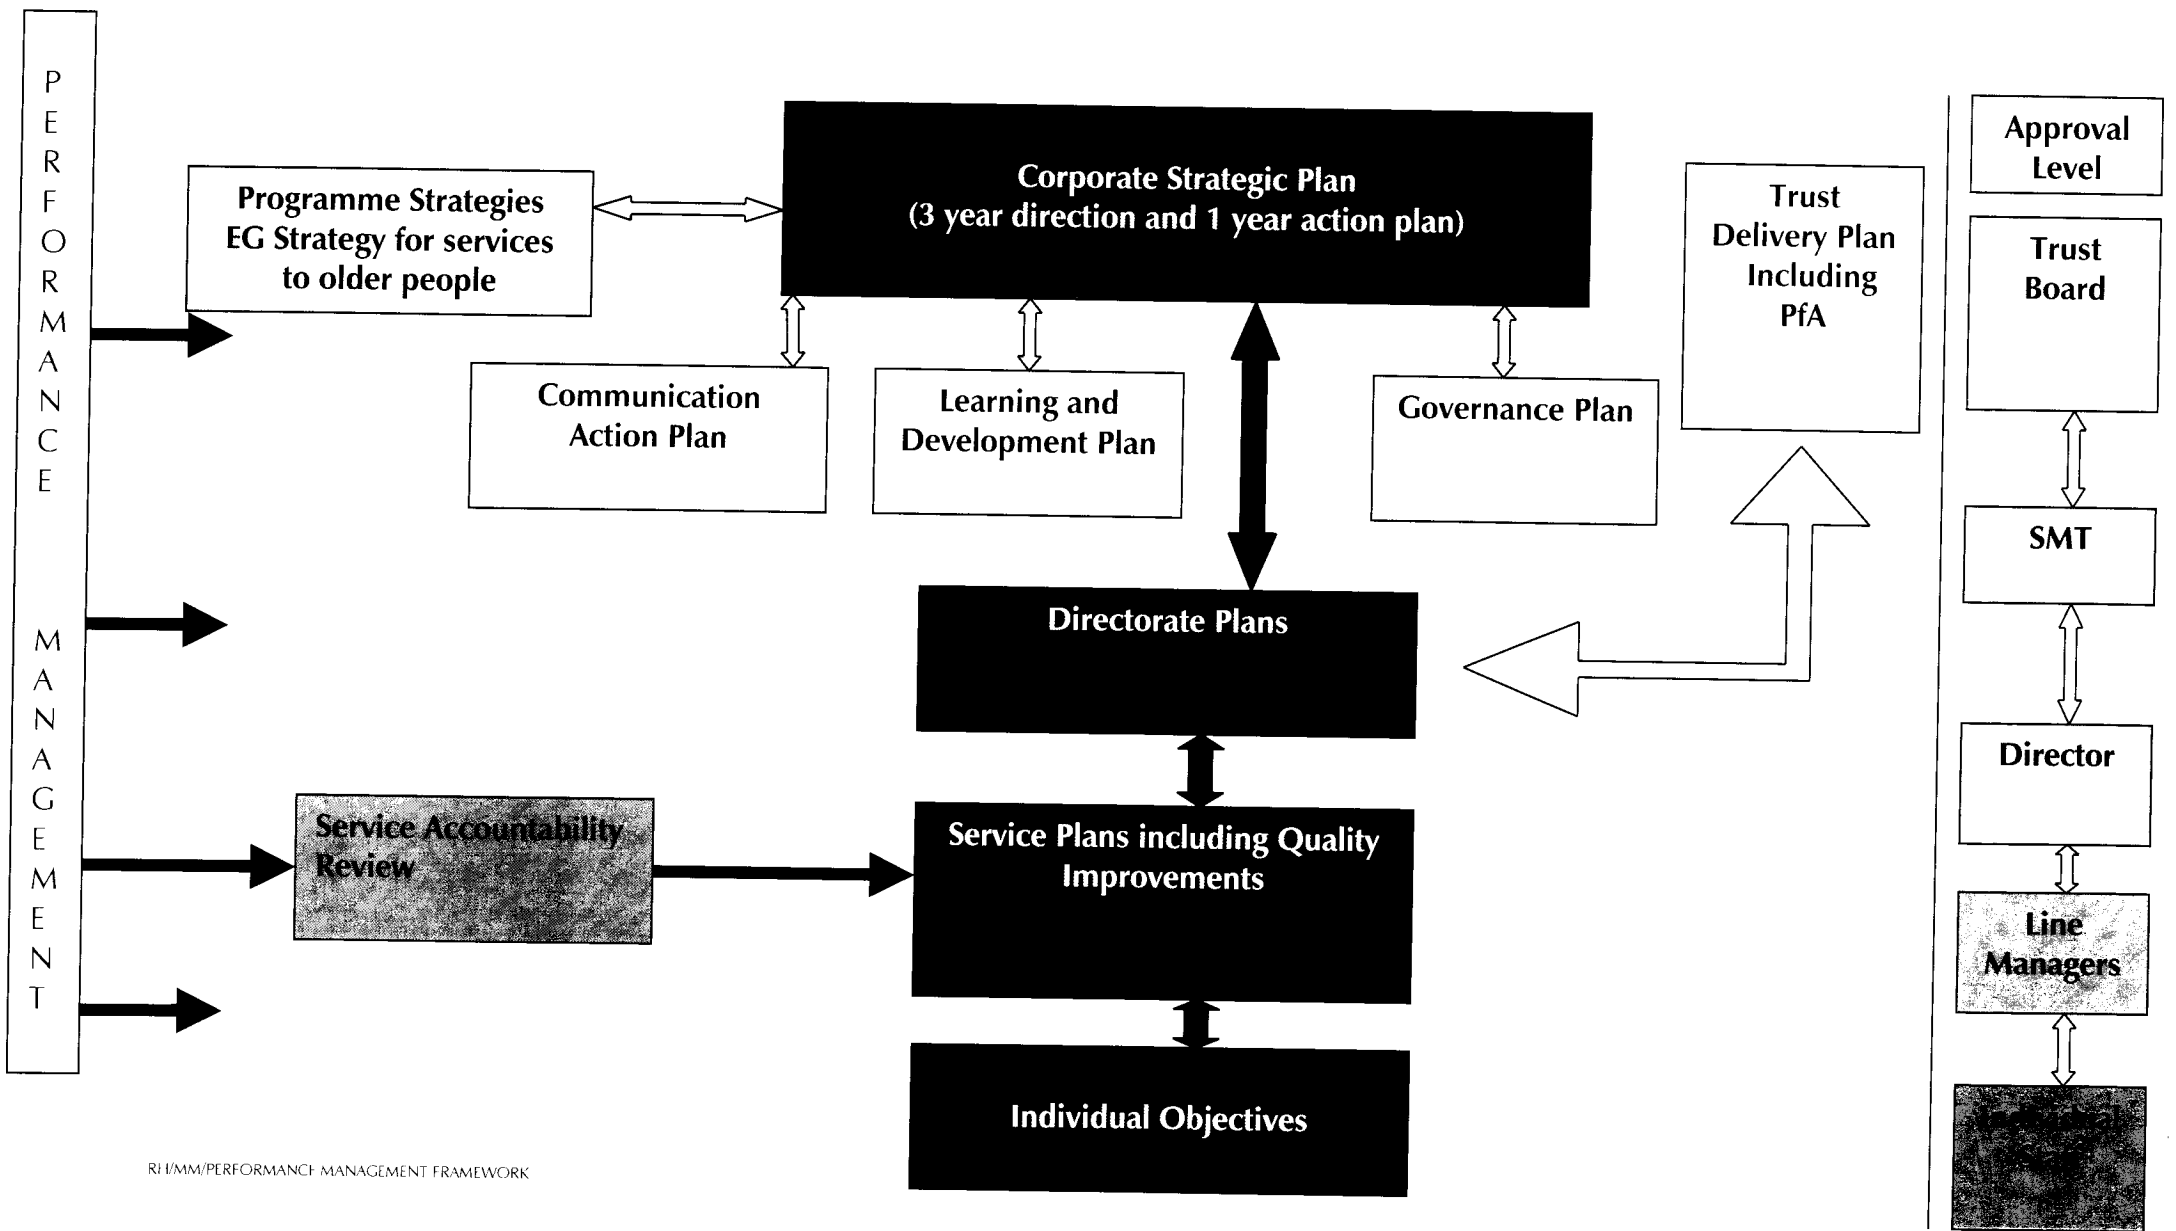 PERFORMANCE MANAGEMENT
Programme Strategies
EG Strategy for services
to older people
Corporate Strategic Plan
(3 year direction and 1 year action plan)
Communication
Action Plan
Learning and
Development Plan
Governance Plan
Trust
Delivery Plan
Including
PfA
Directorate Plans
Service Accountability
Review
Service Plans including Quality
Improvements
Individual Objectives
Approval
Level
Trust
Board
SMT
Director
Line
Managers
RH/MM/PERFORMANCE MANAGEMENT FRAMEWORK